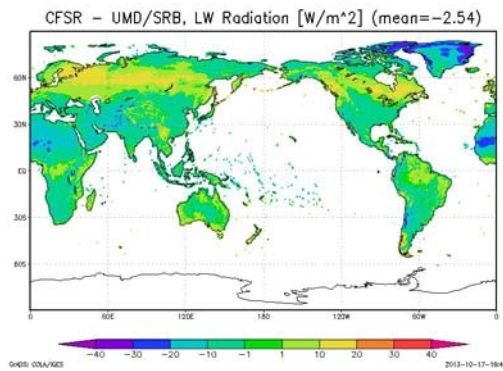 CFSR - UMD/SRB, LW Radiation [W/m^2] (mean=-2.54)
60N
30N
EQ
30S
60S
0 60E 120E 180 120W 60W 0
-40 -30 -20 -10 -1 1 10 20 30 40
GrADS: COLA/IGES 2013-10-17-16:4